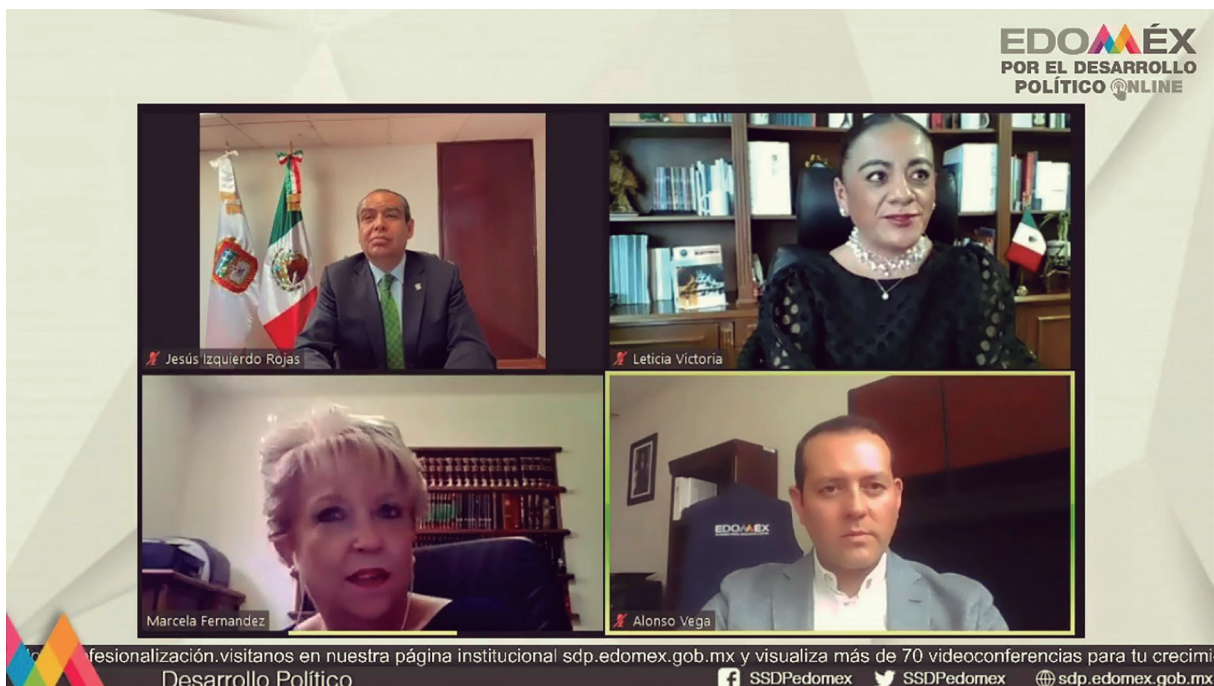 EDOMÉX
POR EL DESARROLLO
POLÍTICO ONLINE
Jesús Izquierdo Rojas
Leticia Victoria
EDOMÉX
Marcela Fernandez
Alonso Vega
fesionalización.visitanos en nuestra página institucional sdp.edomex.gob.mx y visualiza más de 70 videoconferencias para tu crecimi
Desarrollo Político
SSDPedomex
SSDPedomex
sdp.edomex.gob.mx